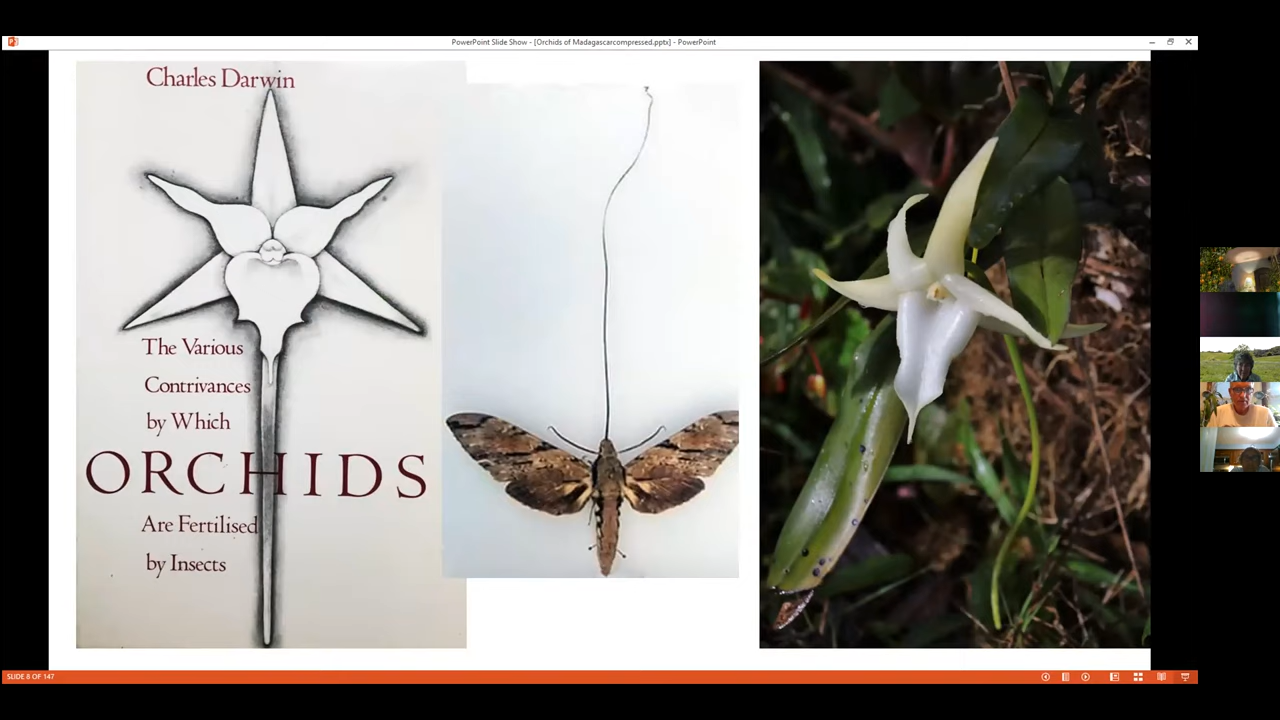 PowerPoint Slide Show - [Orchids of Madagascarcompressed.pptx] - PowerPoint
Charles Darwin
The Various
Contrivances
by Which
ORCHIDS
Are Fertilised
by Insects
SLIDE 8 OF 147